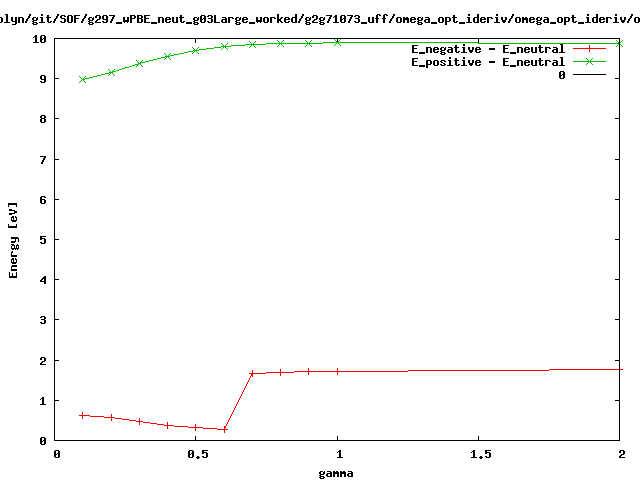 olyn/git/SOF/g297_wPBE_neut_g03Large_worked/g2g71073_uff/omega_opt_ideriv/omega_opt_ideriv/o
10
E_negative - E_neutral
E_positive - E_neutral
0
9
8
7
6
5
4
3
2
1
0
Energy [eV]
0 0.5 1 1.5 2
gamma